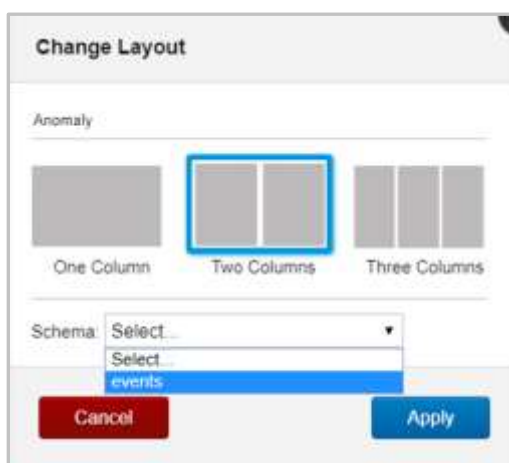 Change Layout
Anomaly
One Column Two Columns Three Columns
Schema: Select...
Select...
events
Cancel Apply